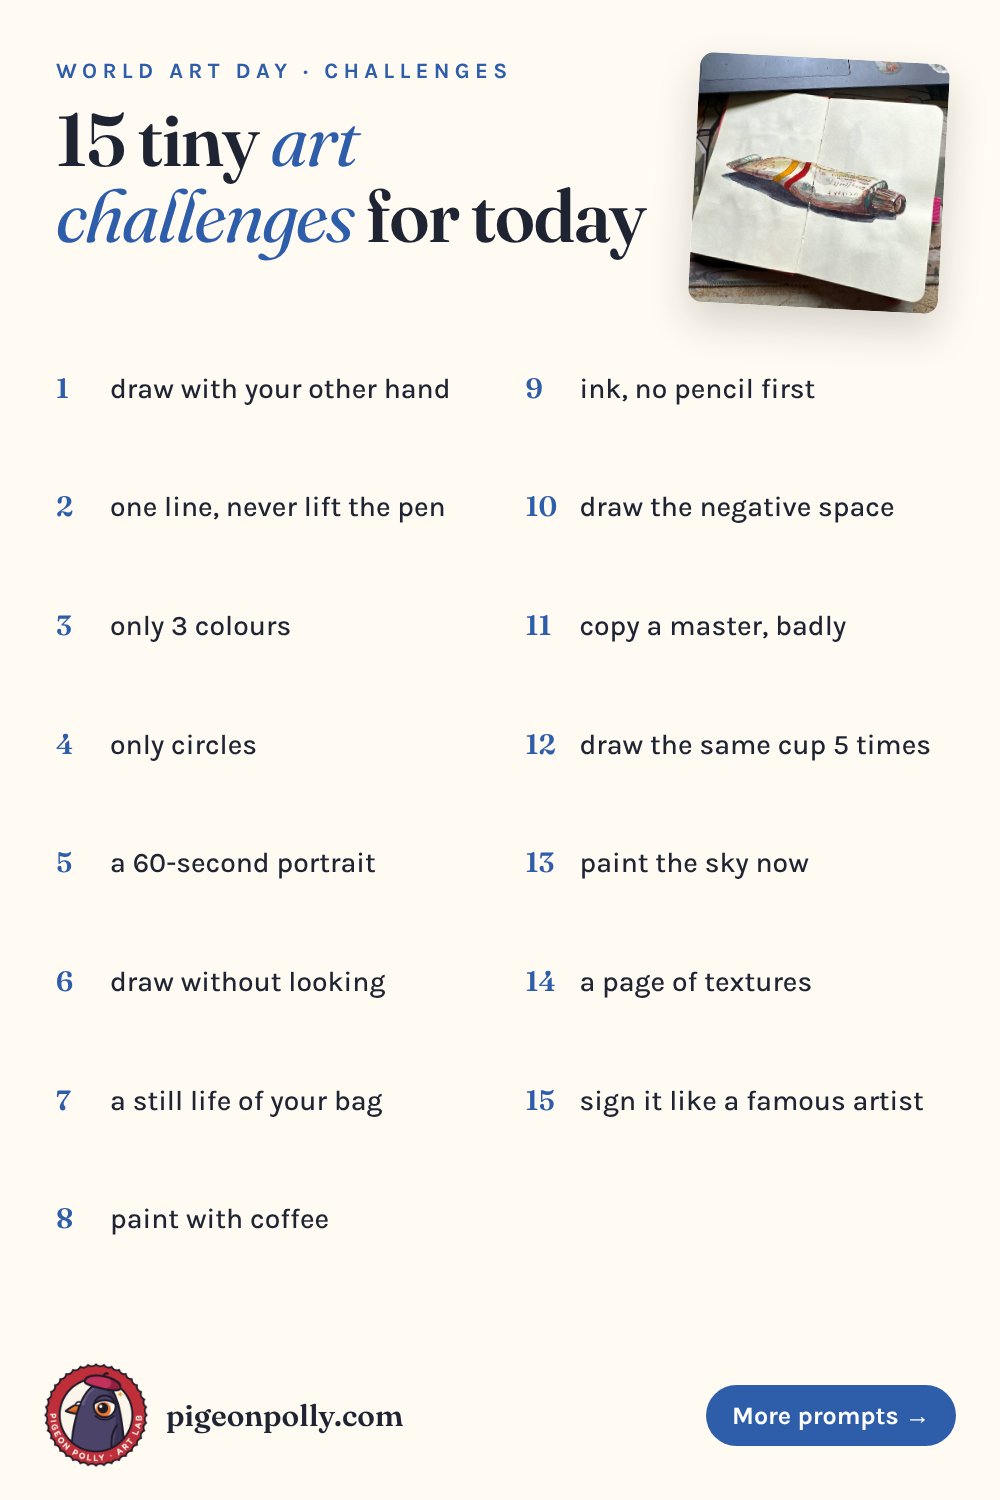 WORLD ART DAY · CHALLENGES
15 tiny art
challenges for today
1 draw with your other hand
2 one line, never lift the pen
3 only 3 colours
4 only circles
5 a 60-second portrait
6 draw without looking
7 a still life of your bag
8 paint with coffee
9 ink, no pencil first
10 draw the negative space
11 copy a master, badly
12 draw the same cup 5 times
13 paint the sky now
14 a page of textures
15 sign it like a famous artist
PIGEON POLLY · ART LAB
pigeonpolly.com
More prompts →